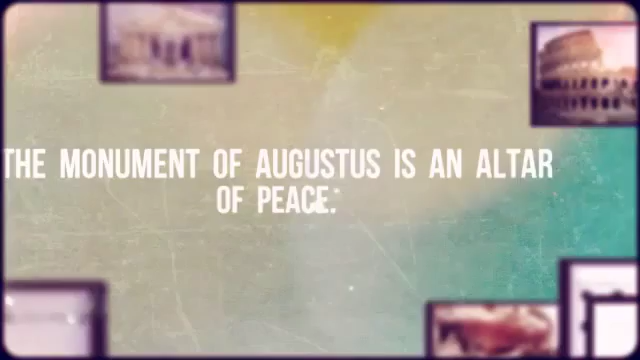 THE MONUMENT OF AUGUSTUS IS AN ALTAR
OF PEACE.